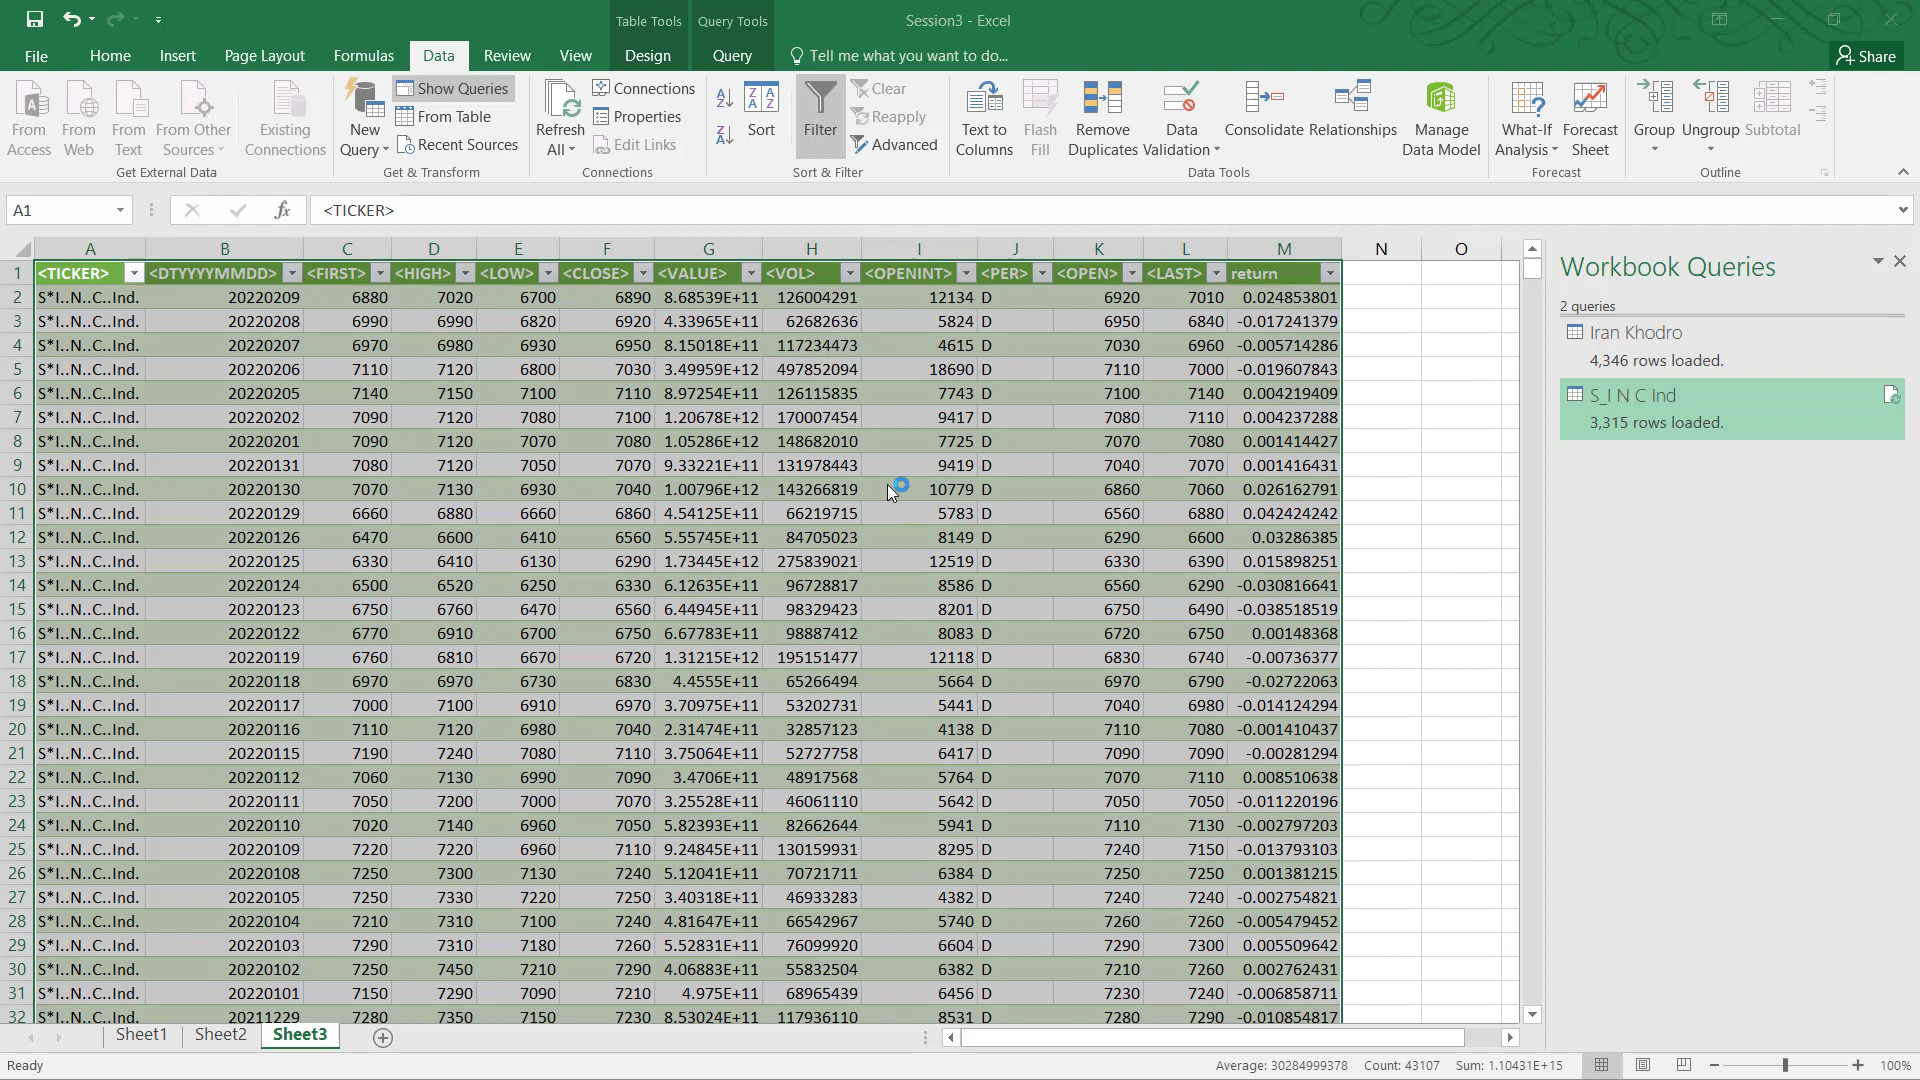 Table Tools Query Tools Session3 - Excel
File Home Insert Page Layout Formulas Data Review View Design Query Tell me what you want to do... Share
From Access
From Web
From Text
From Other Sources
Existing Connections
Get External Data
New Query
Show Queries
From Table
Recent Sources
Get & Transform
Refresh All
Connections
Properties
Edit Links
Connections
Sort
Filter
Clear
Reapply
Advanced
Sort & Filter
Text to Columns
Flash Fill
Remove Duplicates
Data Validation
Consolidate
Relationships
Manage Data Model
Data Tools
What-If Analysis
Forecast Sheet
Forecast
Group
Ungroup
Subtotal
Outline
A1 fx <TICKER>
A B C D E F G H I J K L M N O
1 <TICKER> <DTYYYYMMDD> <FIRST> <HIGH> <LOW> <CLOSE> <VALUE> <VOL> <OPENINT> <PER> <OPEN> <LAST> return
2 S*I..N..C..Ind. 20220209 6880 7020 6700 6890 8.68539E+11 126004291 12134 D 6920 7010 0.024853801
3 S*I..N..C..Ind. 20220208 6990 6990 6820 6920 4.33965E+11 62682636 5824 D 6950 6840 -0.017241379
4 S*I..N..C..Ind. 20220207 6970 6980 6930 6950 8.15018E+11 117234473 4615 D 7030 6960 -0.005714286
5 S*I..N..C..Ind. 20220206 7110 7120 6800 7030 3.49959E+12 497852094 18690 D 7110 7000 -0.019607843
6 S*I..N..C..Ind. 20220205 7140 7150 7100 7110 8.97254E+11 126115835 7743 D 7100 7140 0.004219409
7 S*I..N..C..Ind. 20220202 7090 7120 7080 7100 1.20678E+12 170007454 9417 D 7080 7110 0.004237288
8 S*I..N..C..Ind. 20220201 7090 7120 7070 7080 1.05286E+12 148682010 7725 D 7070 7080 0.001414427
9 S*I..N..C..Ind. 20220131 7080 7120 7050 7070 9.33221E+11 131978443 9419 D 7040 7070 0.001416431
10 S*I..N..C..Ind. 20220130 7070 7130 6930 7040 1.00796E+12 143266819 10779 D 6860 7060 0.026162791
11 S*I..N..C..Ind. 20220129 6660 6880 6660 6860 4.54125E+11 66219715 5783 D 6560 6880 0.042424242
12 S*I..N..C..Ind. 20220126 6470 6600 6410 6560 5.55745E+11 84705023 8149 D 6290 6600 0.03286385
13 S*I..N..C..Ind. 20220125 6330 6410 6130 6290 1.73445E+12 275839021 12519 D 6330 6390 0.015898251
14 S*I..N..C..Ind. 20220124 6500 6520 6250 6330 6.12635E+11 96728817 8586 D 6560 6290 -0.030816641
15 S*I..N..C..Ind. 20220123 6750 6760 6470 6560 6.44945E+11 98329423 8201 D 6750 6490 -0.038518519
16 S*I..N..C..Ind. 20220122 6770 6910 6700 6750 6.67783E+11 98887412 8083 D 6720 6750 0.00148368
17 S*I..N..C..Ind. 20220119 6760 6810 6670 6720 1.31215E+12 195151477 12118 D 6830 6740 -0.00736377
18 S*I..N..C..Ind. 20220118 6970 6970 6730 6830 4.4555E+11 65266494 5664 D 6970 6790 -0.02722063
19 S*I..N..C..Ind. 20220117 7000 7100 6910 6970 3.70975E+11 53202731 5441 D 7040 6980 -0.014124294
20 S*I..N..C..Ind. 20220116 7110 7120 6980 7040 2.31474E+11 32857123 4138 D 7110 7080 -0.001410437
21 S*I..N..C..Ind. 20220115 7190 7240 7080 7110 3.75064E+11 52727758 6417 D 7090 7090 -0.00281294
22 S*I..N..C..Ind. 20220112 7060 7130 6990 7090 3.4706E+11 48917568 5764 D 7070 7110 0.008510638
23 S*I..N..C..Ind. 20220111 7050 7200 7000 7070 3.25528E+11 46061110 5642 D 7050 7050 -0.011220196
24 S*I..N..C..Ind. 20220110 7020 7140 6960 7050 5.82393E+11 82662644 5941 D 7110 7130 -0.002797203
25 S*I..N..C..Ind. 20220109 7220 7220 6960 7110 9.24845E+11 130159931 8295 D 7240 7150 -0.013793103
26 S*I..N..C..Ind. 20220108 7250 7300 7130 7240 5.12041E+11 70721711 6384 D 7250 7250 0.001381215
27 S*I..N..C..Ind. 20220105 7250 7330 7220 7250 3.40318E+11 46933283 4382 D 7240 7240 -0.002754821
28 S*I..N..C..Ind. 20220104 7210 7310 7100 7240 4.81647E+11 66542967 5740 D 7260 7260 -0.005479452
29 S*I..N..C..Ind. 20220103 7290 7310 7180 7260 5.52831E+11 76099920 6604 D 7290 7300 0.005509642
30 S*I..N..C..Ind. 20220102 7250 7450 7210 7290 4.06883E+11 55832504 6382 D 7210 7260 0.002762431
31 S*I..N..C..Ind. 20220101 7150 7290 7090 7210 4.975E+11 68965439 6456 D 7230 7240 -0.006858711
32 S*I..N..C..Ind. 20211229 7280 7350 7150 7230 8.53024E+11 117936110 8531 D 7280 7290 -0.010854817
Workbook Queries
2 queries
Iran Khodro
4,346 rows loaded.
S_I N C Ind
3,315 rows loaded.
Sheet1 Sheet2 Sheet3
Ready Average: 30284999378 Count: 43107 Sum: 1.10431E+15 100%